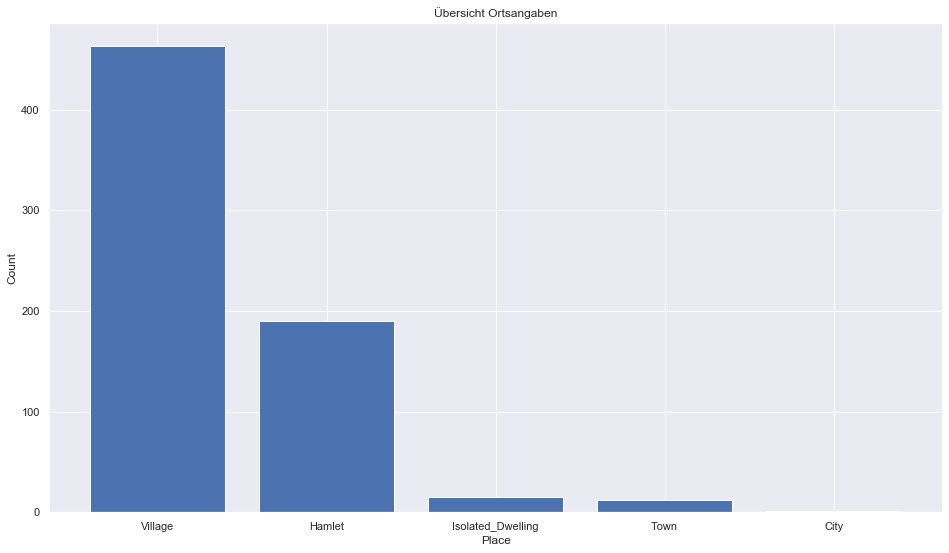 Übersicht Ortsangaben
Count
400
300
200
100
0
Village Hamlet Isolated_Dwelling Town City
Place